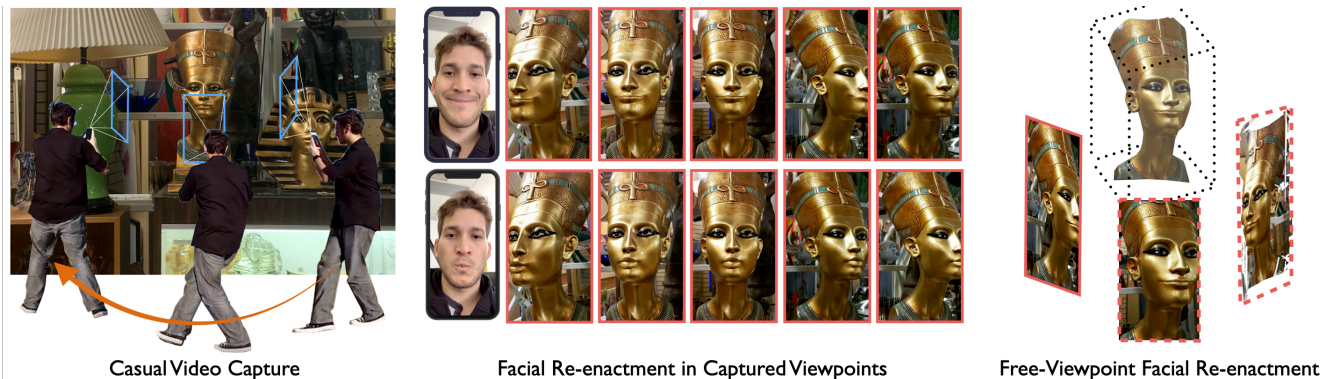 Casual Video Capture
Facial Re-enactment in Captured Viewpoints
Free-Viewpoint Facial Re-enactment